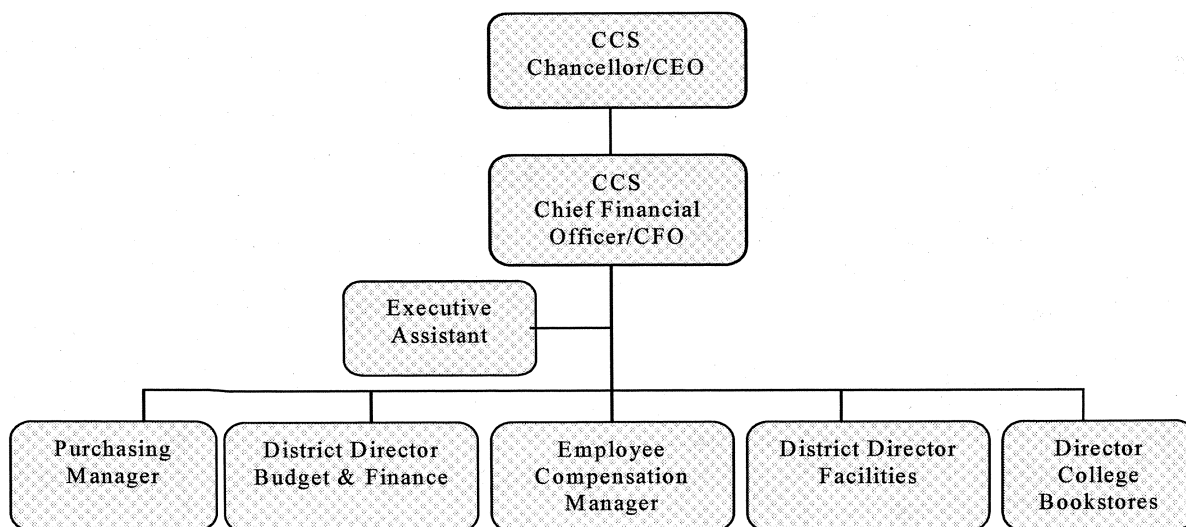 CCS
Chancellor/CEO
CCS
Chief Financial
Officer/CFO
Executive
Assistant
Purchasing
Manager
District Director
Budget & Finance
Employee
Compensation
Manager
District Director
Facilities
Director
College
Bookstores